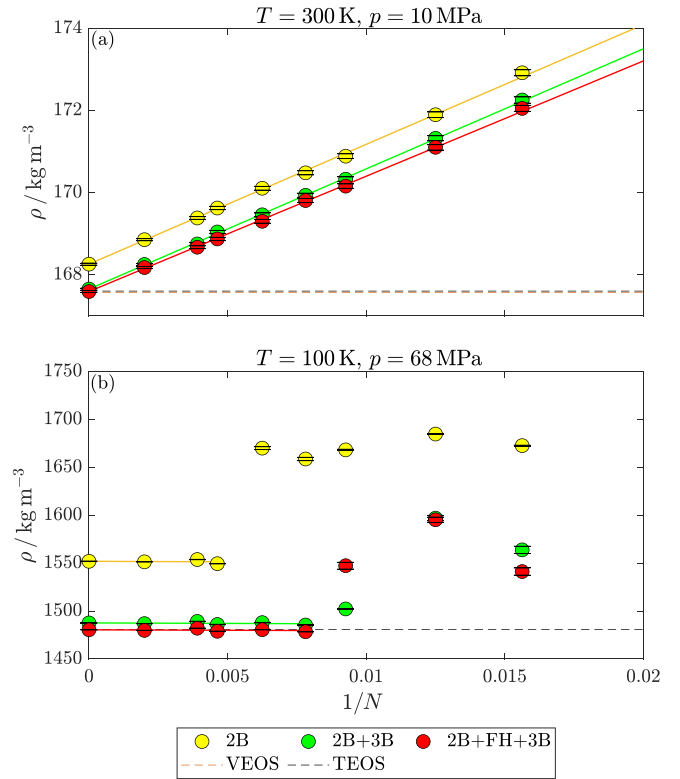 T = 300 K, p = 10 MPa
(a)
174
172
170
168
ρ / kg m⁻³
T = 100 K, p = 68 MPa
(b)
1750
1700
1650
1600
1550
1500
1450
ρ / kg m⁻³
0 0.005 0.01 0.015 0.02
1/N
2B 2B+3B 2B+FH+3B
VEOS TEOS